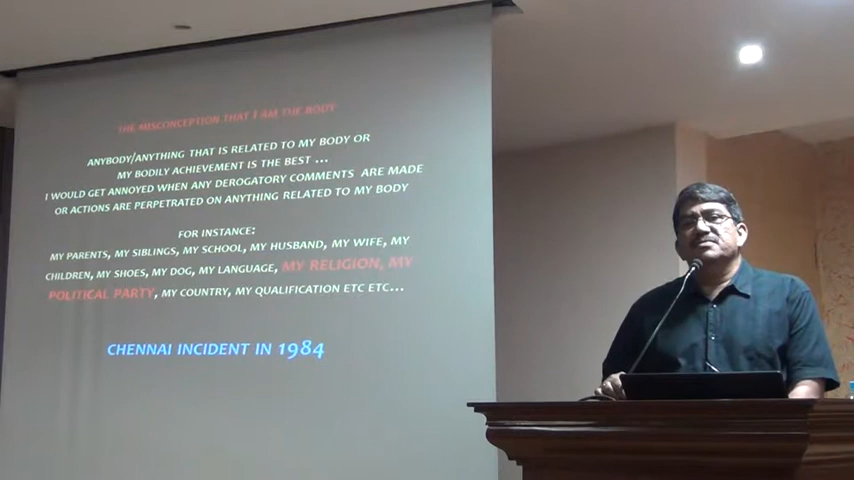 THE MISCONCEPTION THAT I AM THE BODY
ANYBODY/ANYTHING THAT IS RELATED TO MY BODY OR
MY BODILY ACHIEVEMENT IS THE BEST ...
I WOULD GET ANNOYED WHEN ANY DEROGATORY COMMENTS ARE MADE
OR ACTIONS ARE PERPETRATED ON ANYTHING RELATED TO MY BODY
FOR INSTANCE:
MY PARENTS, MY SIBLINGS, MY SCHOOL, MY HUSBAND, MY WIFE, MY
CHILDREN, MY SHOES, MY DOG, MY LANGUAGE, MY RELIGION, MY
POLITICAL PARTY, MY COUNTRY, MY QUALIFICATION ETC ETC...
CHENNAI INCIDENT IN 1984